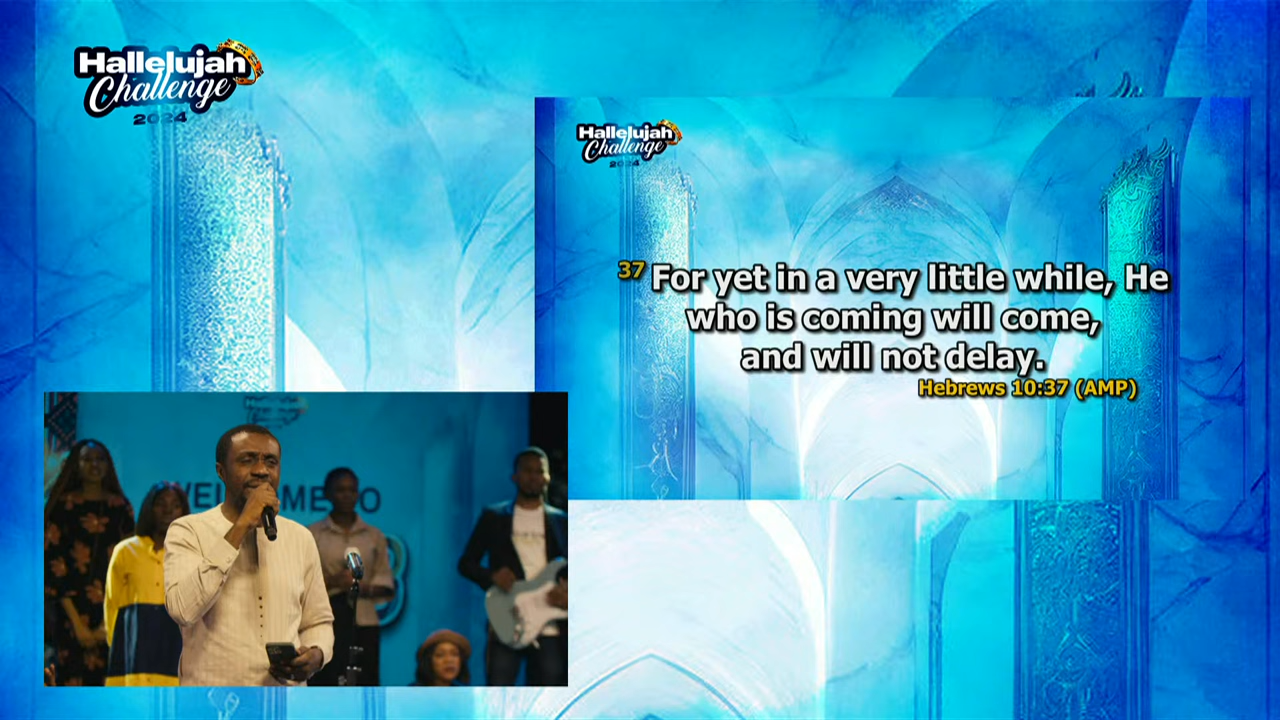 Hallelujah
Challenge
2024
Hallelujah
Challenge
2024
37 For yet in a very little while, He
who is coming will come,
and will not delay.
Hebrews 10:37 (AMP)